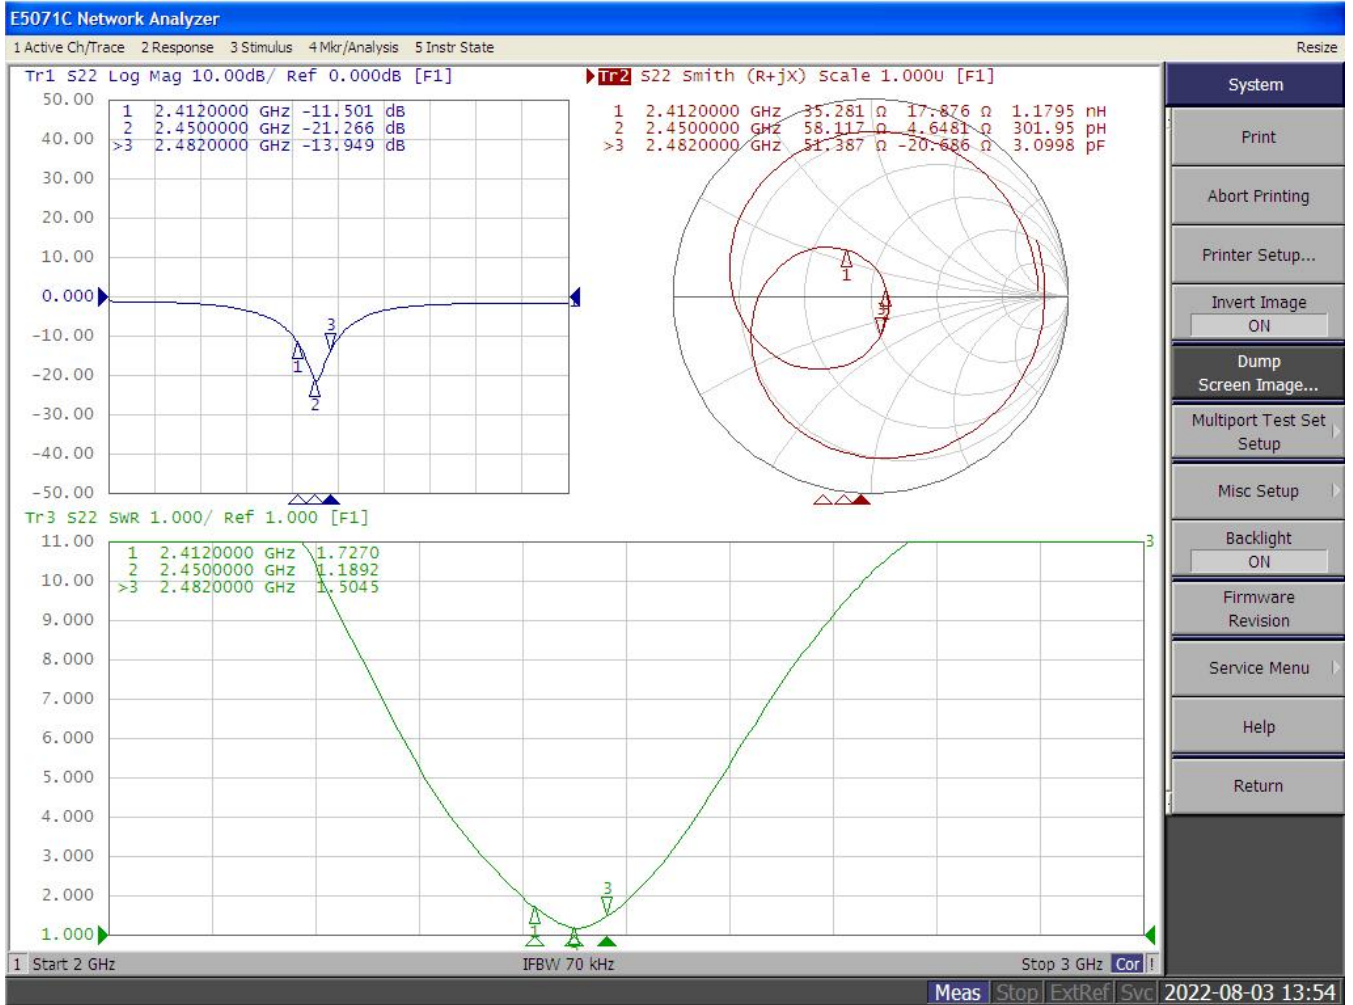 E5071C Network Analyzer
1 Active Ch/Trace 2 Response 3 Stimulus 4 Mkr/Analysis 5 Instr State Resize
Tr1 S22 Log Mag 10.00dB/ Ref 0.000dB [F1]
50.00
1 2.4120000 GHz -11.501 dB
2 2.4500000 GHz -21.266 dB
>3 2.4820000 GHz -13.949 dB
40.00
30.00
20.00
10.00
0.000
-10.00
-20.00
-30.00
-40.00
-50.00
1
2
3
1
Tr2 S22 Smith (R+jX) Scale 1.000U [F1]
1 2.4120000 GHz 35.281 Ω 17.876 Ω 1.1795 nH
2 2.4500000 GHz 58.117 Ω 4.6481 Ω 301.95 pH
>3 2.4820000 GHz 51.387 Ω -20.686 Ω 3.0998 pF
1
3
Tr3 S22 SWR 1.000/ Ref 1.000 [F1]
11.00
1 2.4120000 GHz 1.7270
2 2.4500000 GHz 1.1892
>3 2.4820000 GHz 1.5045
10.00
9.000
8.000
7.000
6.000
5.000
4.000
3.000
2.000
1.000
3
1
3
1 Start 2 GHz IFBW 70 kHz Stop 3 GHz Cor !
System
Print
Abort Printing
Printer Setup...
Invert Image
ON
Dump
Screen Image...
Multiport Test Set
Setup
Misc Setup
Backlight
ON
Firmware
Revision
Service Menu
Help
Return
Meas Stop ExtRef Svc 2022-08-03 13:54